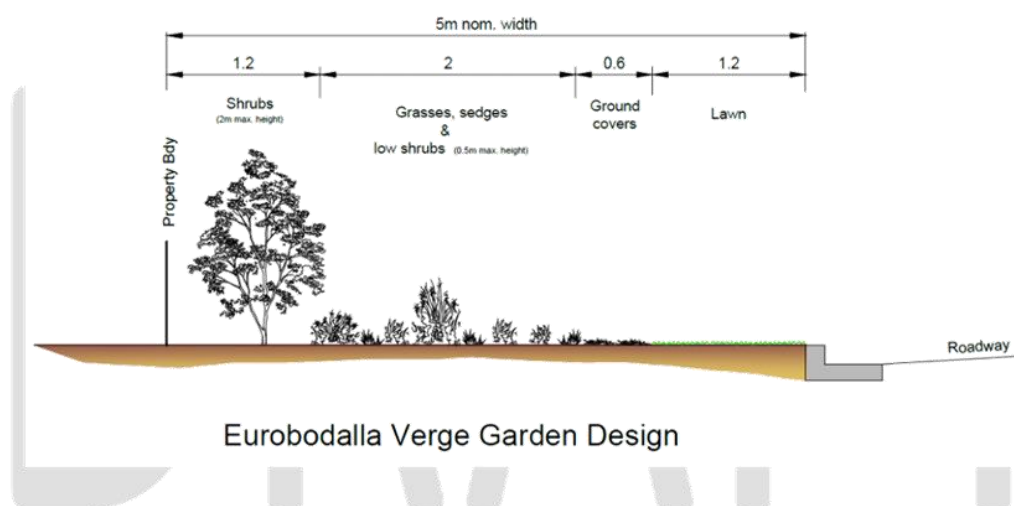 5m nom. width
1.2
2
0.6
1.2
Shrubs
(2m max. height)
Grasses, sedges
&
low shrubs (0.5m max. height)
Ground
covers
Lawn
Property Bdy
Roadway
Eurobodalla Verge Garden Design